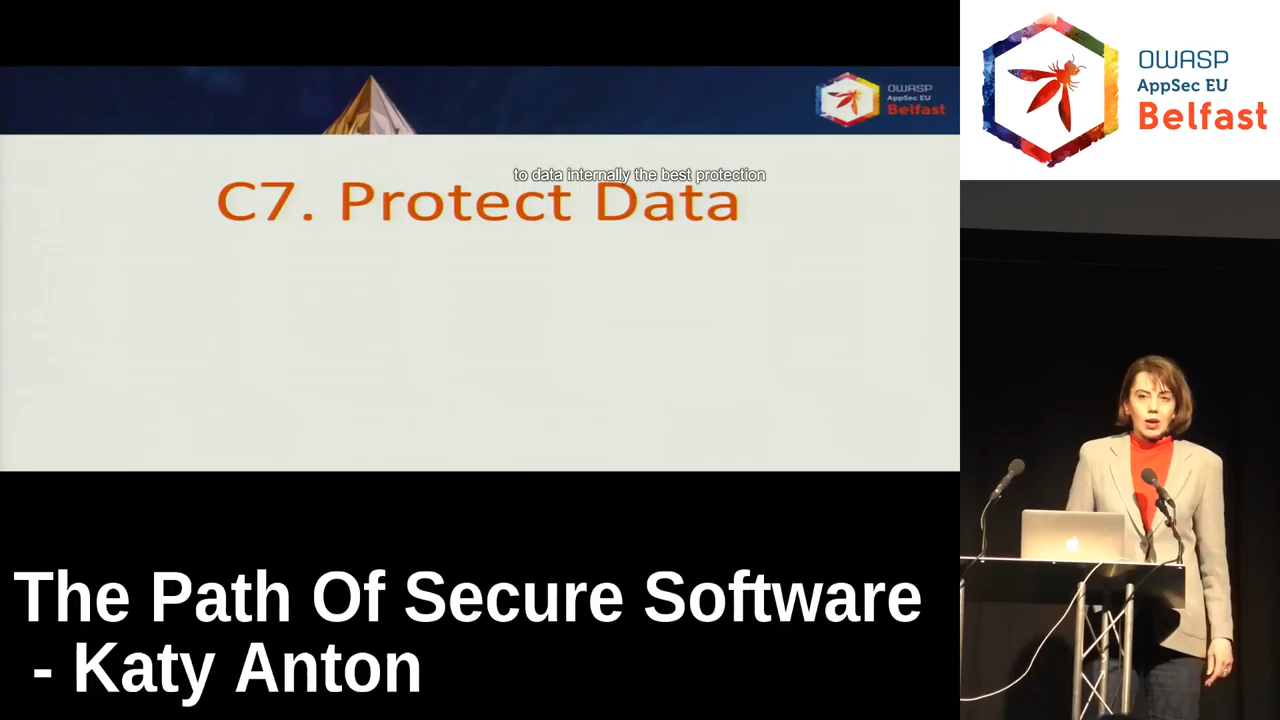 OWASP
AppSec EU
Belfast
to data internally the best protection
C7. Protect Data
OWASP
AppSec EU
Belfast
The Path Of Secure Software
- Katy Anton